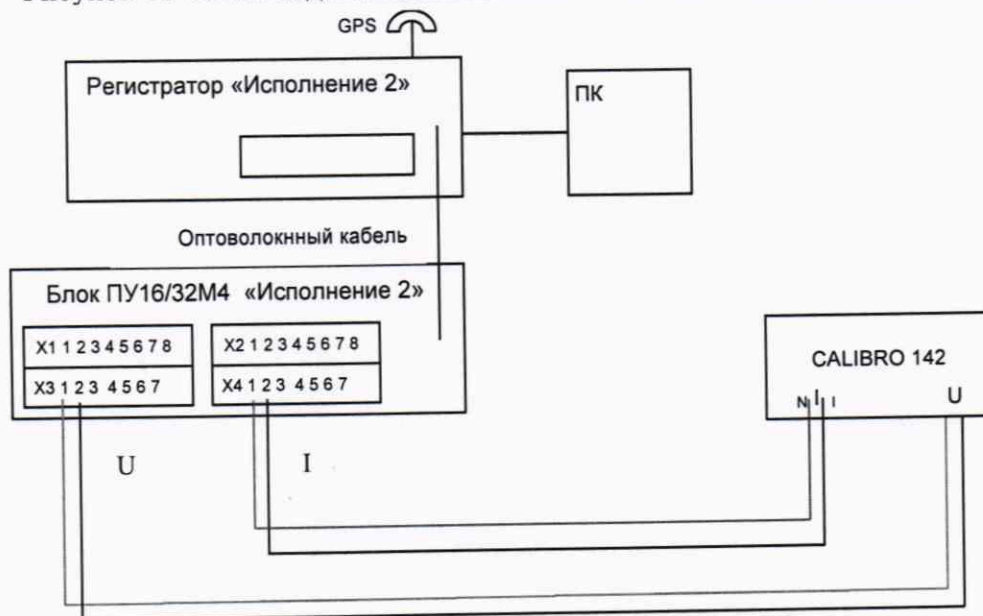 GPS
Регистратор «Исполнение 2»
ПК
Оптоволокнный кабель
Блок ПУ16/32М4 «Исполнение 2»
X1 1 2 3 4 5 6 7 8
X2 1 2 3 4 5 6 7 8
X3 1 2 3 4 5 6 7
X4 1 2 3 4 5 6 7
CALIBRO 142
N I I
U
U
I